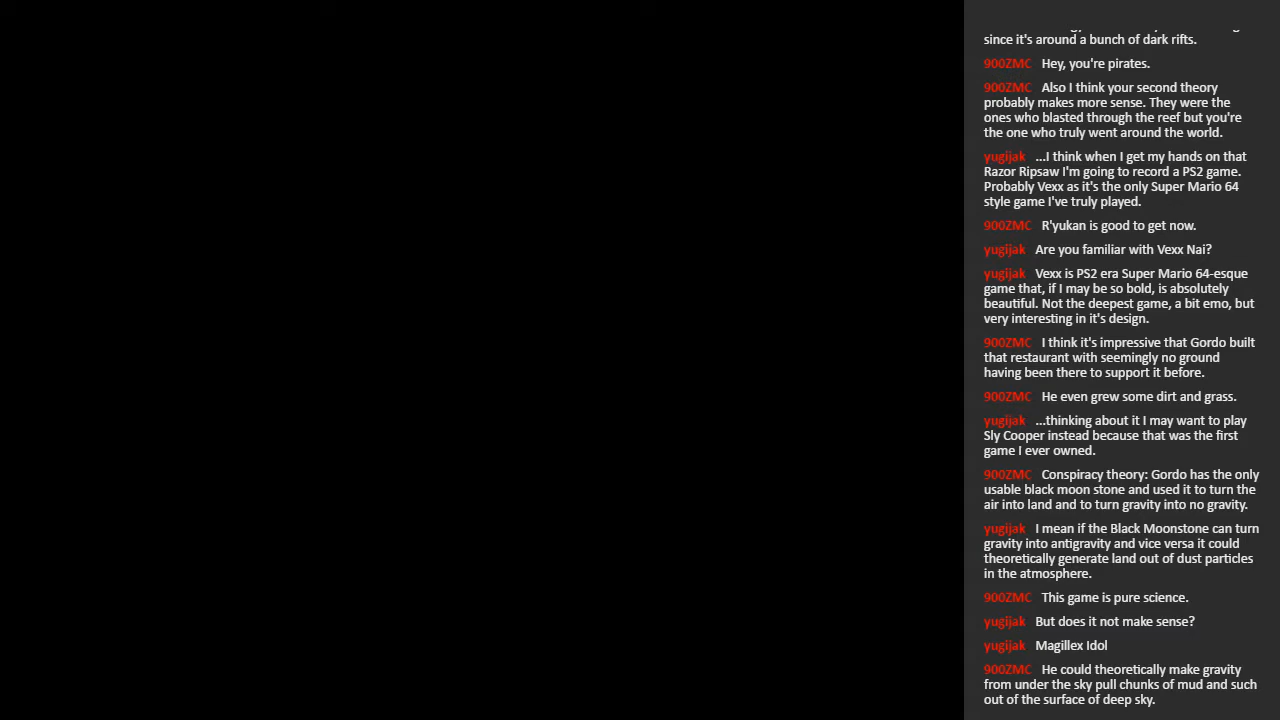 since it's around a bunch of dark rifts.
900ZMC Hey, you're pirates.
900ZMC Also I think your second theory
probably makes more sense. They were the
ones who blasted through the reef but you're
the one who truly went around the world.
yugijak ...I think when I get my hands on that
Razor Ripsaw I'm going to record a PS2 game.
Probably Vexx as it's the only Super Mario 64
style game I've truly played.
900ZMC R'yukan is good to get now.
yugijak Are you familiar with Vexx Nai?
yugijak Vexx is PS2 era Super Mario 64-esque
game that, if I may be so bold, is absolutely
beautiful. Not the deepest game, a bit emo, but
very interesting in it's design.
900ZMC I think it's impressive that Gordo built
that restaurant with seemingly no ground
having been there to support it before.
900ZMC He even grew some dirt and grass.
yugijak ...thinking about it I may want to play
Sly Cooper instead because that was the first
game I ever owned.
900ZMC Conspiracy theory: Gordo has the only
usable black moon stone and used it to turn the
air into land and to turn gravity into no gravity.
yugijak I mean if the Black Moonstone can turn
gravity into antigravity and vice versa it could
theoretically generate land out of dust particles
in the atmosphere.
900ZMC This game is pure science.
yugijak But does it not make sense?
yugijak Magillex Idol
900ZMC He could theoretically make gravity
from under the sky pull chunks of mud and such
out of the surface of deep sky.